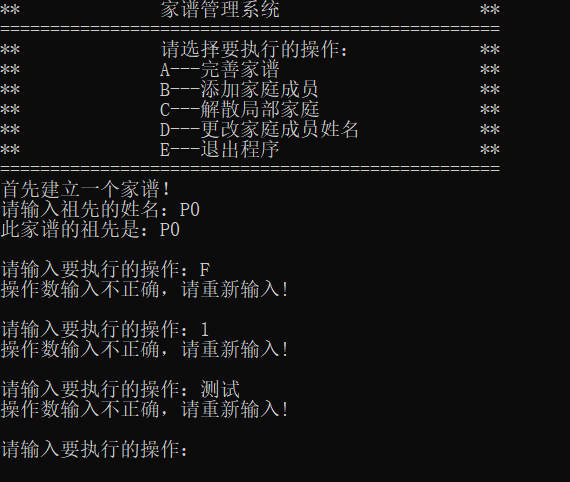 **              家谱管理系统                    **
==================================================
**              请选择要执行的操作：            **
**              A---完善家谱                    **
**              B---添加家庭成员                **
**              C---解散局部家庭                **
**              D---更改家庭成员姓名            **
**              E---退出程序                    **
==================================================
首先建立一个家谱！
请输入祖先的姓名：P0
此家谱的祖先是：P0
请输入要执行的操作：F
操作数输入不正确，请重新输入！
请输入要执行的操作：1
操作数输入不正确，请重新输入！
请输入要执行的操作：测试
操作数输入不正确，请重新输入！
请输入要执行的操作：